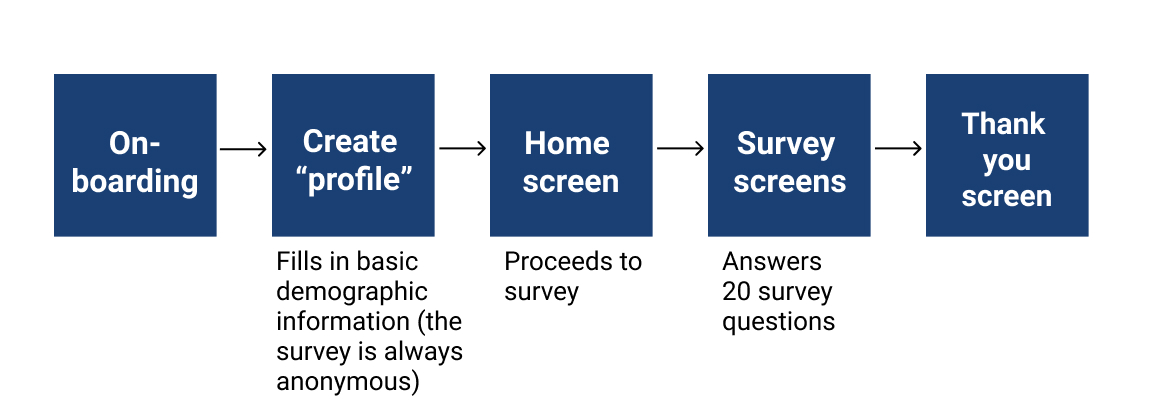 On-
boarding
Create
“profile”
Home
screen
Survey
screens
Thank
you
screen
Fills in basic
demographic
information (the
survey is always
anonymous)
Proceeds to
survey
Answers
20 survey
questions